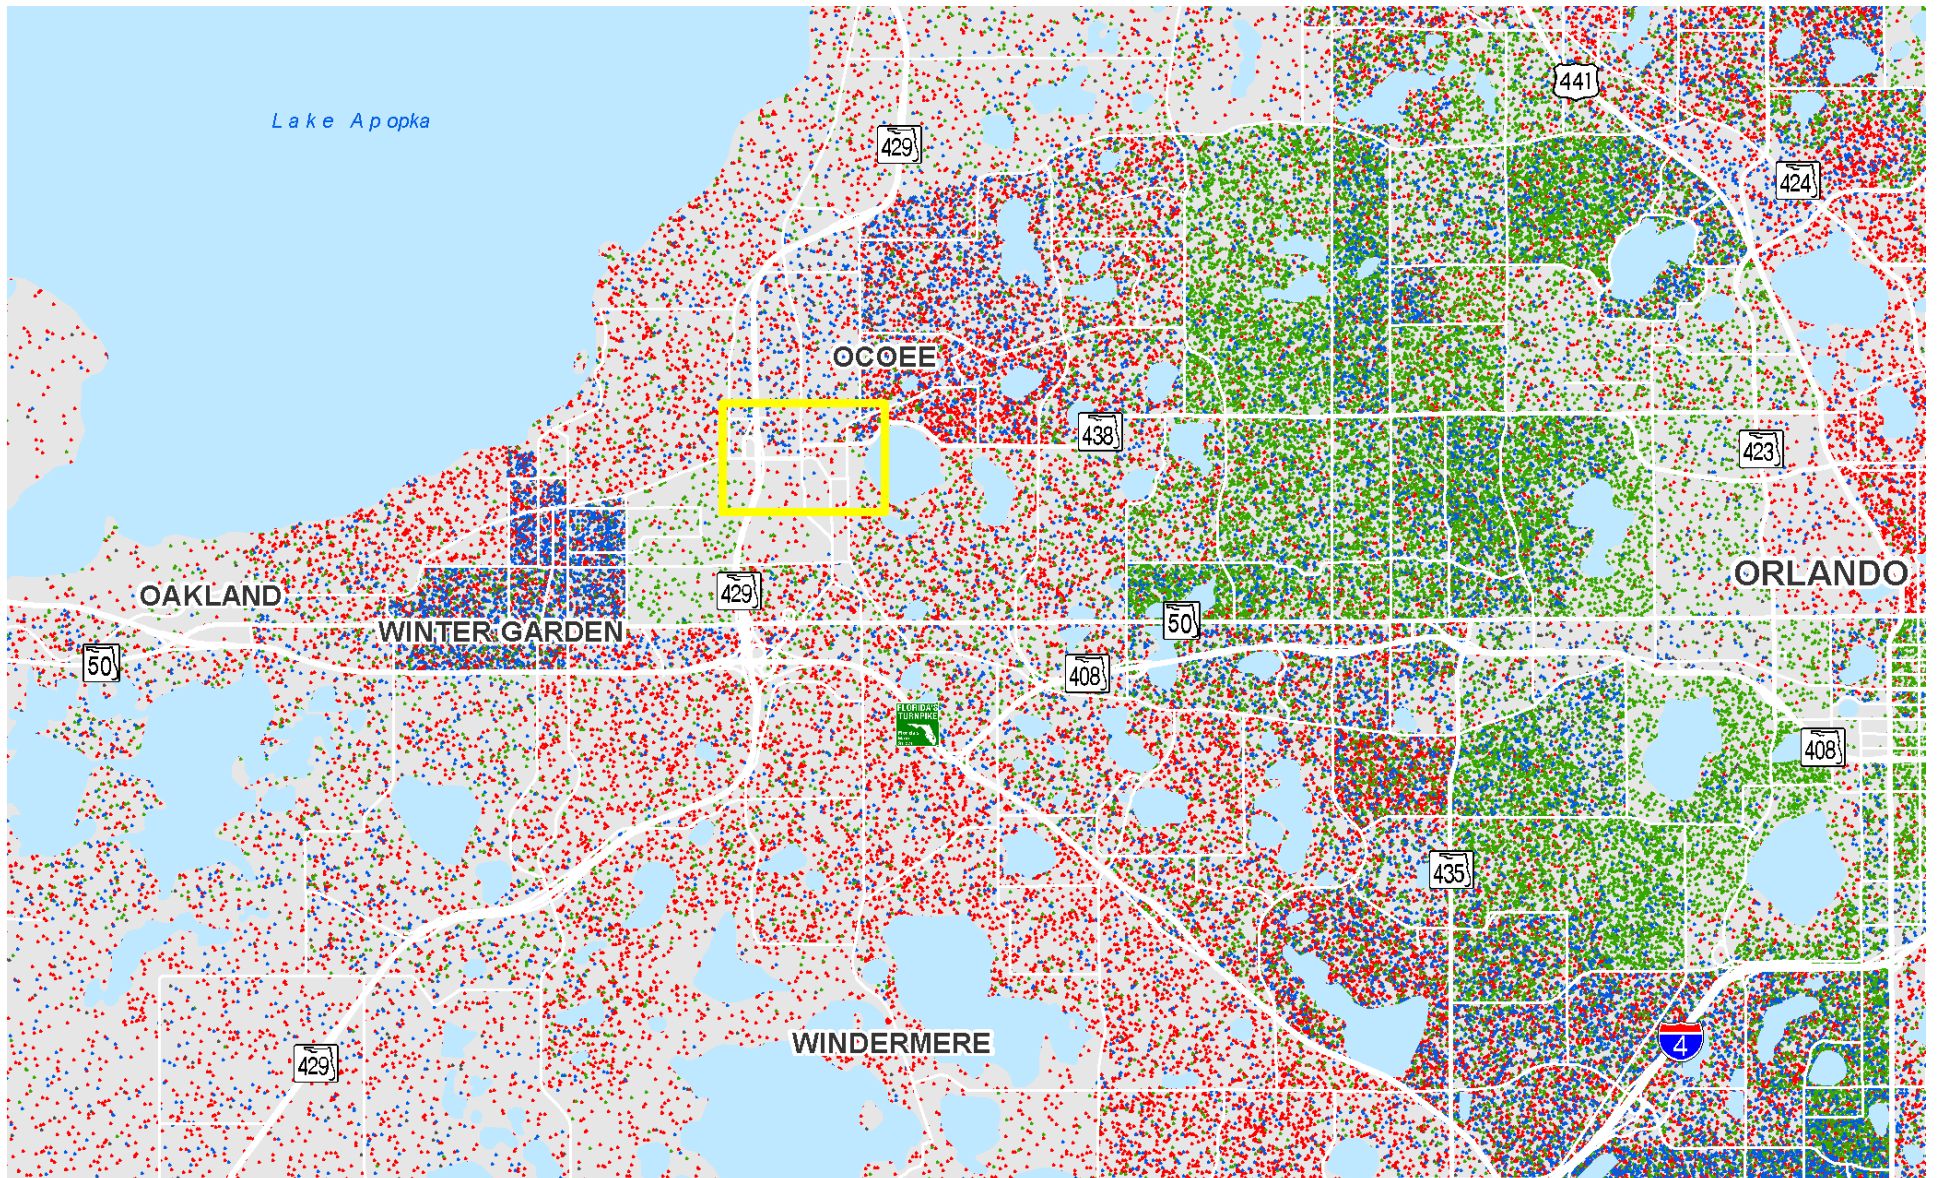 441
Lake Apopka
429
424
OCOEE
438
423
ORLANDO
OAKLAND
429
50
WINTER GARDEN
50
408
FLORIDA'S
TURNPIKE
408
435
WINDERMERE
4
429